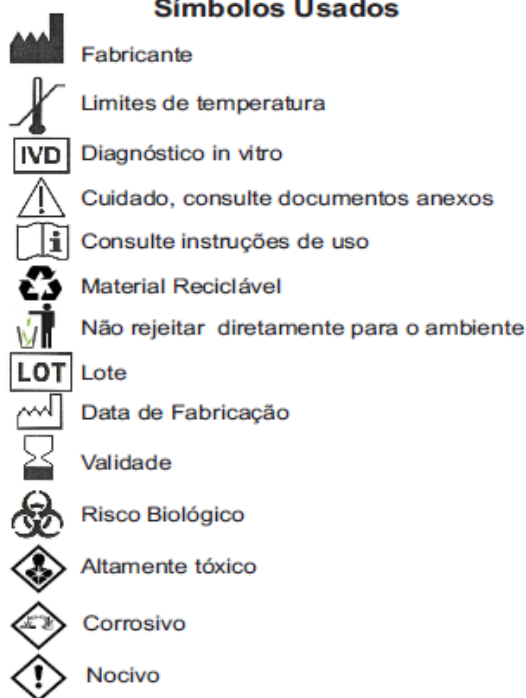 Símbolos Usados
Fabricante
Limites de temperatura
IVD Diagnóstico in vitro
Cuidado, consulte documentos anexos
i Consulte instruções de uso
Material Reciclável
Não rejeitar diretamente para o ambiente
LOT Lote
Data de Fabricação
Validade
Risco Biológico
Altamente tóxico
Corrosivo
Nocivo